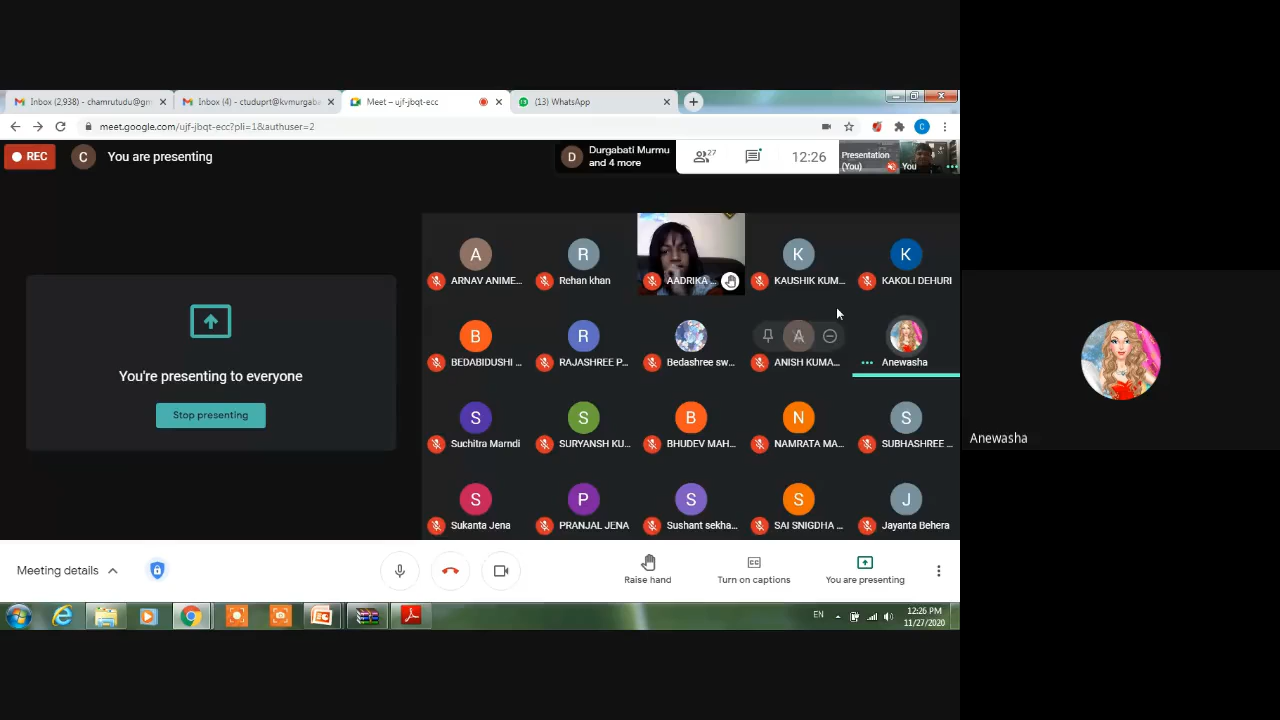 Inbox (2,938) - chamrutudu@gm
Inbox (4) - ctuduprt@kvmurgaba
Meet – ujf-jbqt-ecc
(13) WhatsApp
meet.google.com/ujf-jbqt-ecc?pli=1&authuser=2
REC
C
You are presenting
D
Durgabati Murmu
and 4 more
27
12:26
Presentation
(You)
You
A
R
K
K
ARNAV ANIME...
Rehan khan
AADRIKA ...
KAUSHIK KUM...
KAKOLI DEHURI
You're presenting to everyone
Stop presenting
B
R
A
BEDABIDUSHI ...
RAJASHREE P...
Bedashree sw...
ANISH KUMA...
Anewasha
S
S
B
N
S
Suchitra Marndi
SURYANSH KU...
BHUDEV MAH...
NAMRATA MA...
SUBHASHREE ...
S
P
S
S
J
Sukanta Jena
PRANJAL JENA
Sushant sekha...
SAI SNIGDHA ...
Jayanta Behera
Anewasha
Meeting details
Raise hand
CC
Turn on captions
You are presenting
EN
12:26 PM
11/27/2020